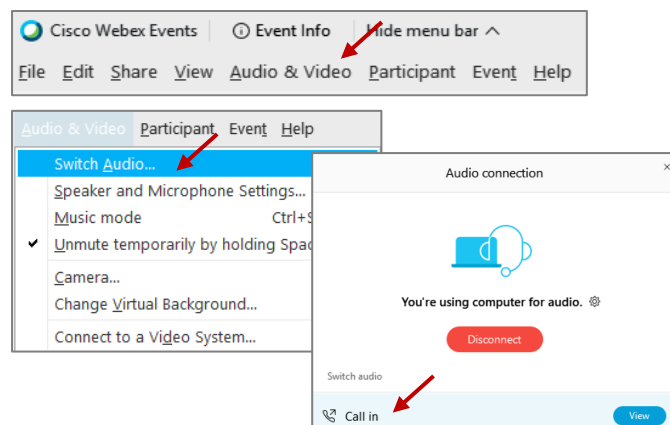 Cisco Webex Events Event Info Hide menu bar
File Edit Share View Audio & Video Participant Event Help
Audio & Video Participant Event Help
Switch Audio...
Speaker and Microphone Settings...
Music mode Ctrl+S
Unmute temporarily by holding Spac
Camera...
Change Virtual Background...
Connect to a Video System...
Audio connection
You're using computer for audio.
Disconnect
Switch audio
Call in View